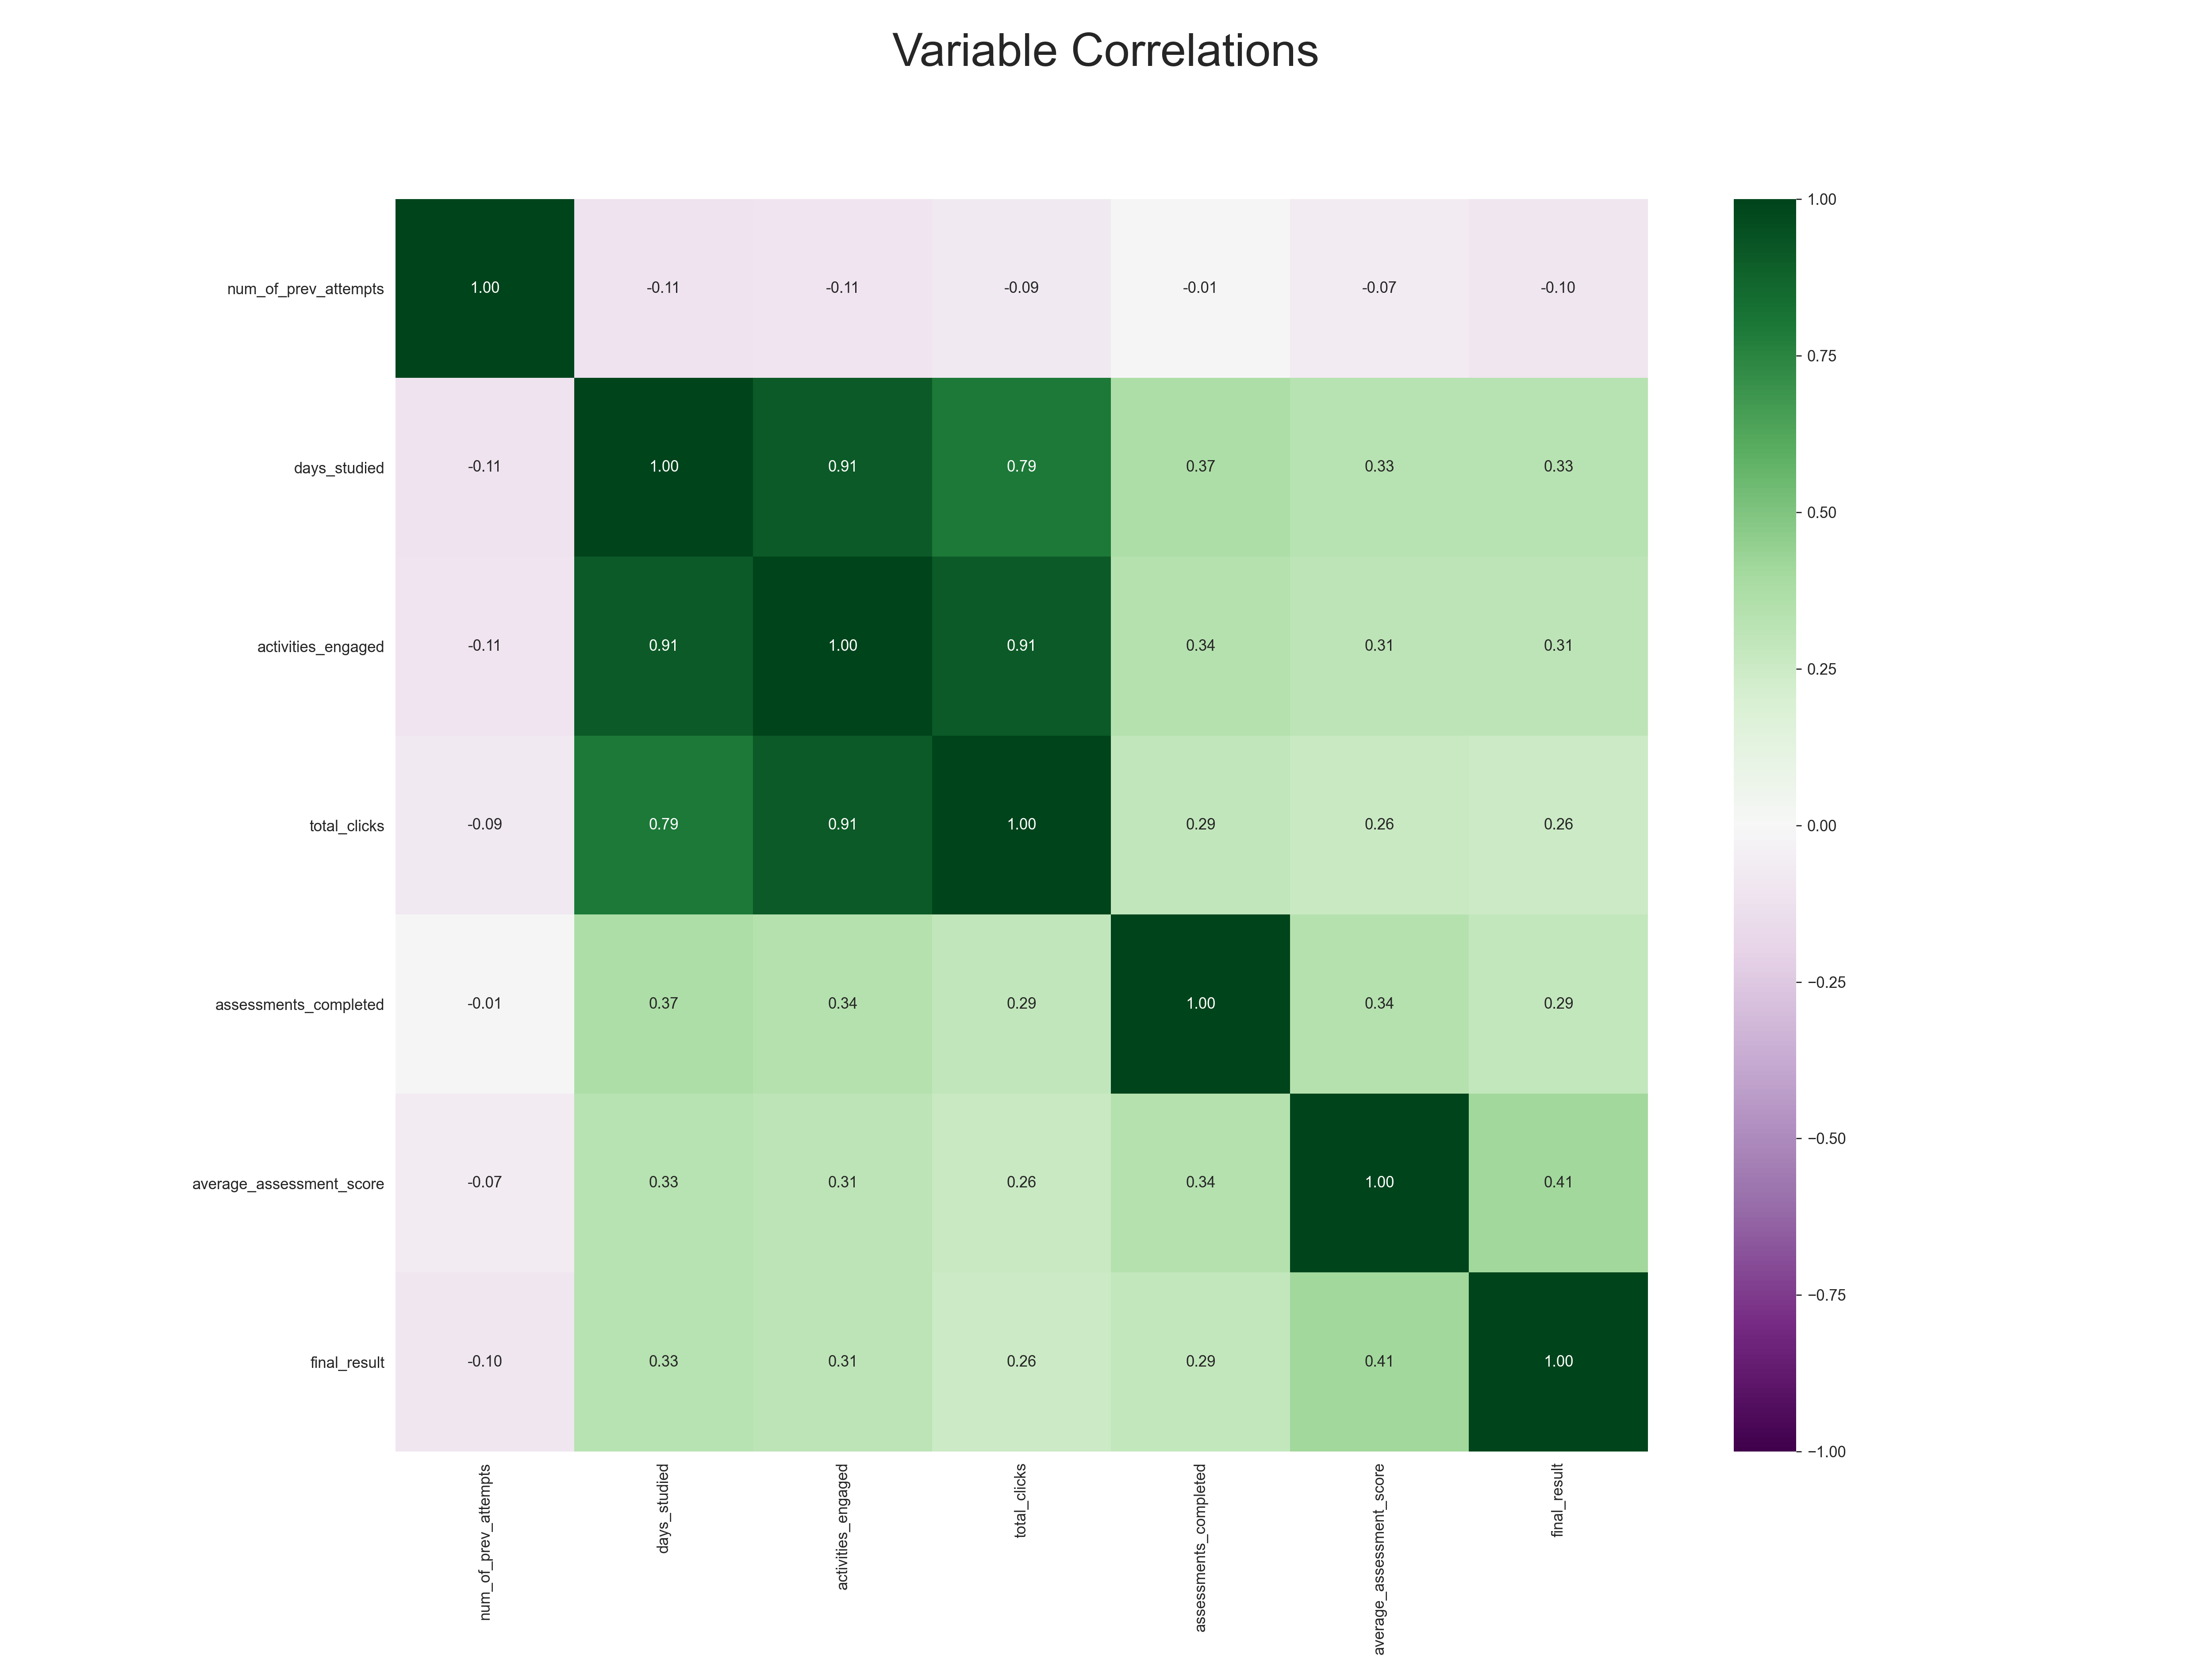 Variable Correlations
num_of_prev_attempts 1.00 -0.11 -0.11 -0.09 -0.01 -0.07 -0.10
days_studied -0.11 1.00 0.91 0.79 0.37 0.33 0.33
activities_engaged -0.11 0.91 1.00 0.91 0.34 0.31 0.31
total_clicks -0.09 0.79 0.91 1.00 0.29 0.26 0.26
assessments_completed -0.01 0.37 0.34 0.29 1.00 0.34 0.29
average_assessment_score -0.07 0.33 0.31 0.26 0.34 1.00 0.41
final_result -0.10 0.33 0.31 0.26 0.29 0.41 1.00
num_of_prev_attempts
days_studied
activities_engaged
total_clicks
assessments_completed
average_assessment_score
final_result
1.00
0.75
0.50
0.25
0.00
−0.25
−0.50
−0.75
−1.00